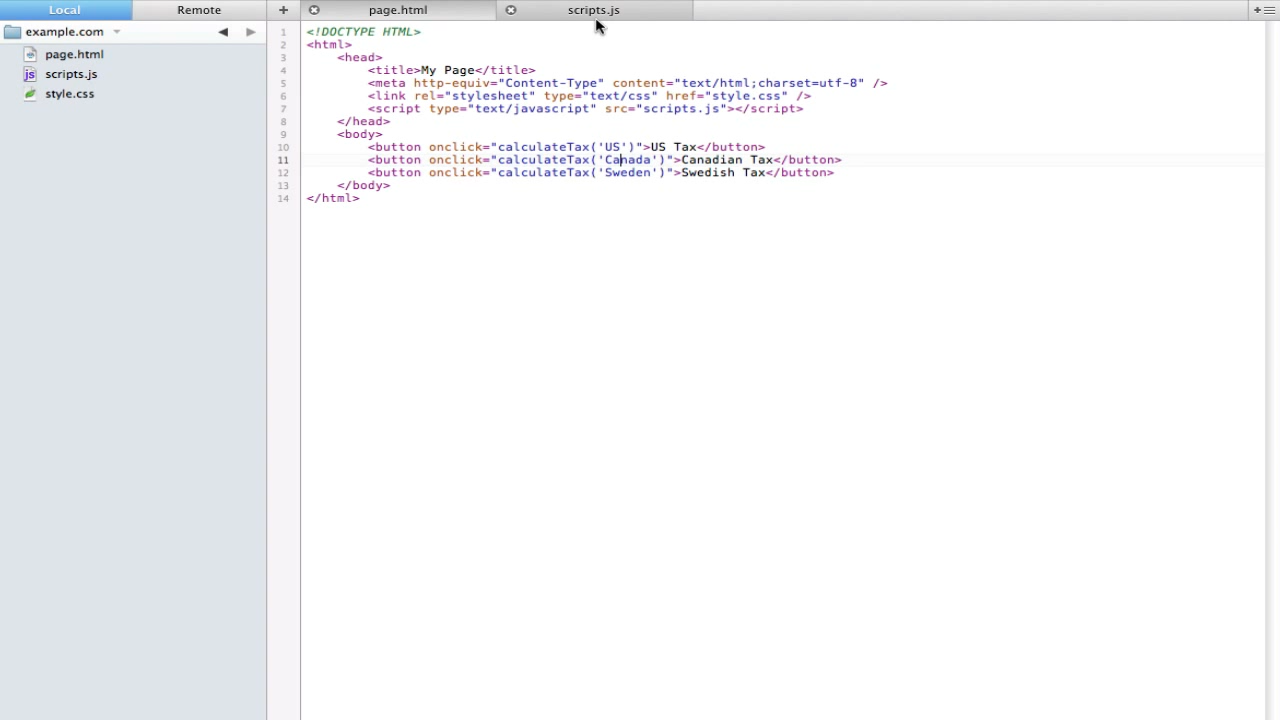 Local Remote + page.html scripts.js +
example.com
page.html
scripts.js
style.css
1 <!DOCTYPE HTML>
2 <html>
3 <head>
4 <title>My Page</title>
5 <meta http-equiv="Content-Type" content="text/html;charset=utf-8" />
6 <link rel="stylesheet" type="text/css" href="style.css" />
7 <script type="text/javascript" src="scripts.js"></script>
8 </head>
9 <body>
10 <button onclick="calculateTax('US')">US Tax</button>
11 <button onclick="calculateTax('Canada')">Canadian Tax</button>
12 <button onclick="calculateTax('Sweden')">Swedish Tax</button>
13 </body>
14 </html>